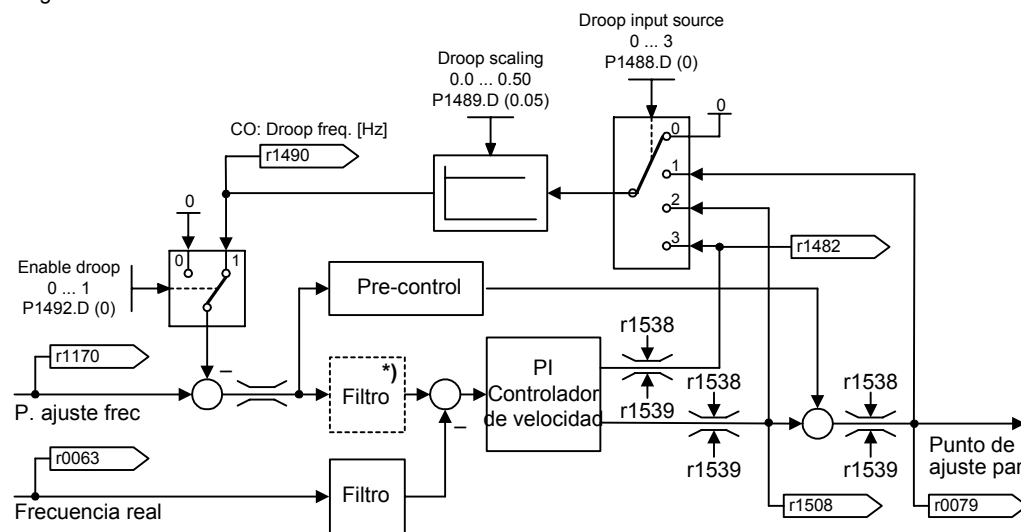 Droop input source
0 ... 3
P1488.D (0)
Droop scaling
0.0 ... 0.50
P1489.D (0.05)
0
0
1
2
3
CO: Droop freq. [Hz]
r1490
r1482
0
0
1
Enable droop
0 ... 1
P1492.D (0)
Pre-control
r1538
r1539
r1170
P. ajuste frec
*)
Filtro
PI
Controlador
de velocidad
r1538
r1539
r1538
r1539
Punto de
ajuste par
r0063
Frecuencia real
Filtro
r1508
r0079